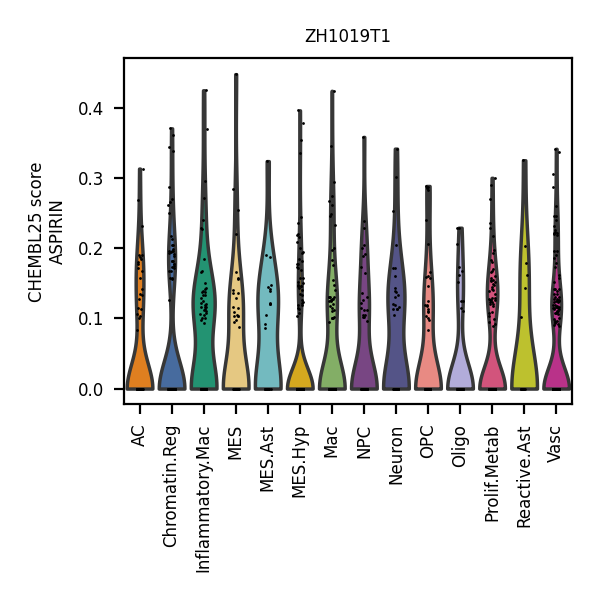 ZH1019T1
CHEMBL25 score
ASPIRIN
0.4
0.3
0.2
0.1
0.0
AC
Chromatin.Reg
Inflammatory.Mac
MES
MES.Ast
MES.Hyp
Mac
NPC
Neuron
OPC
Oligo
Prolif.Metab
Reactive.Ast
Vasc